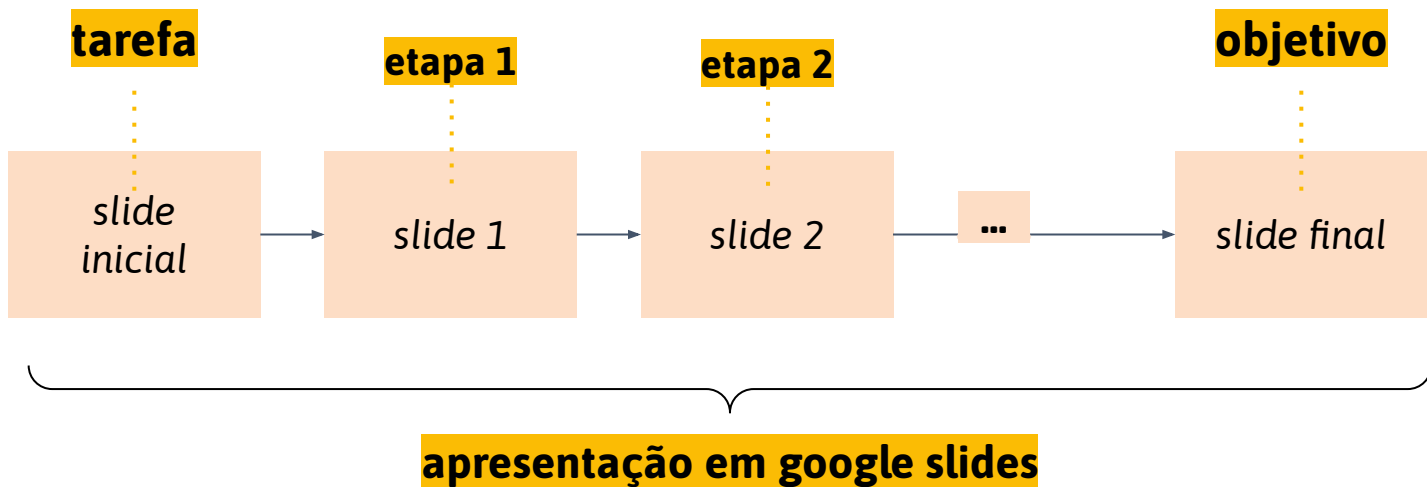 tarefa
etapa 1
etapa 2
objetivo
slide
inicial
slide 1
slide 2
...
slide final
apresentação em google slides